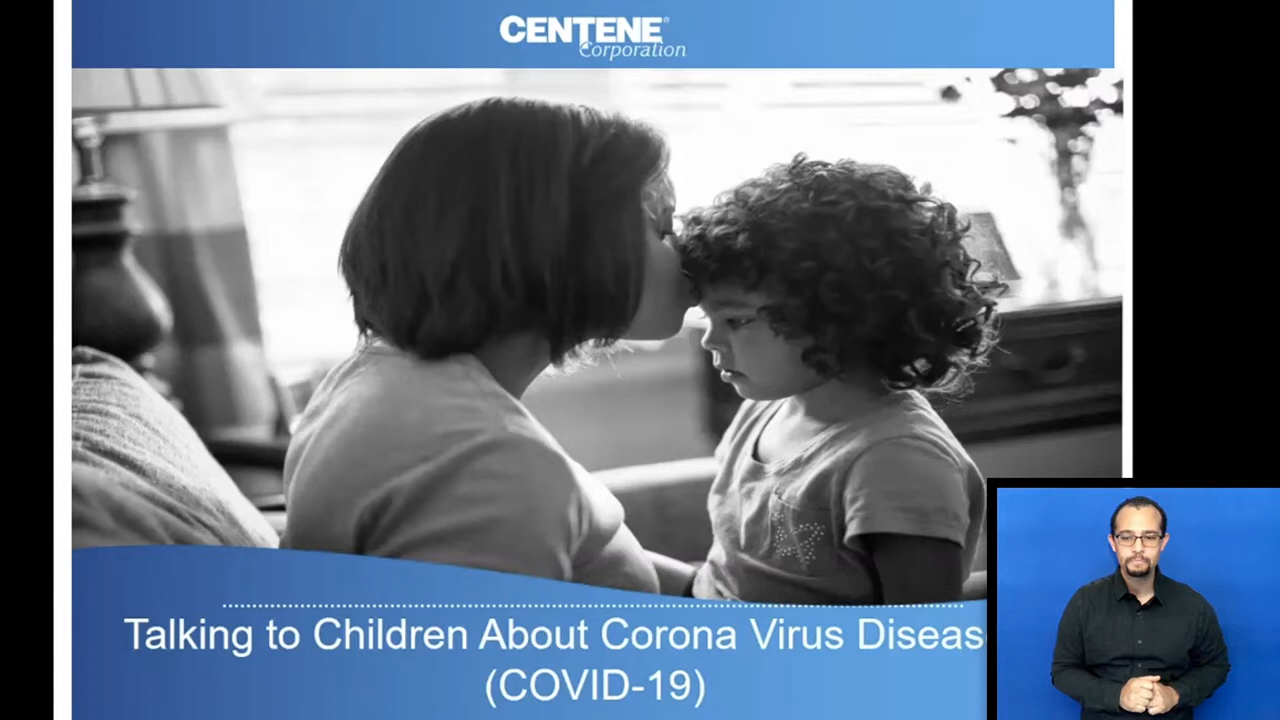 CENTENE®
Corporation
Talking to Children About Corona Virus Diseas
(COVID-19)